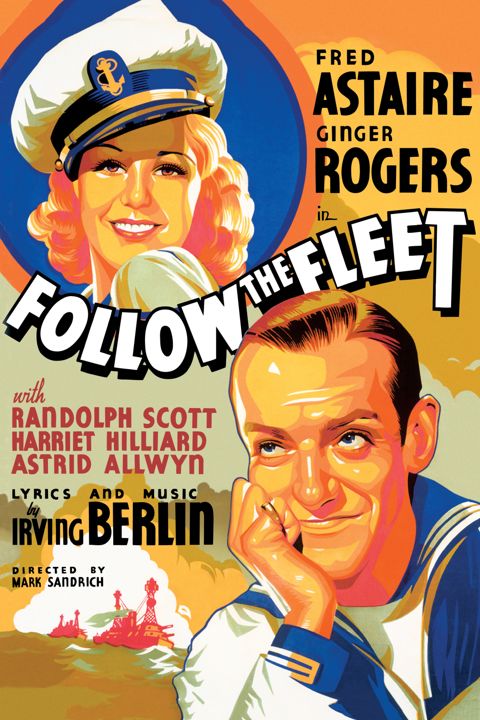 FRED
ASTAIRE
GINGER
ROGERS
in
FOLLOW THE FLEET
with
RANDOLPH SCOTT
HARRIET HILLIARD
ASTRID ALLWYN
LYRICS AND MUSIC
by
IRVING BERLIN
DIRECTED BY
MARK SANDRICH